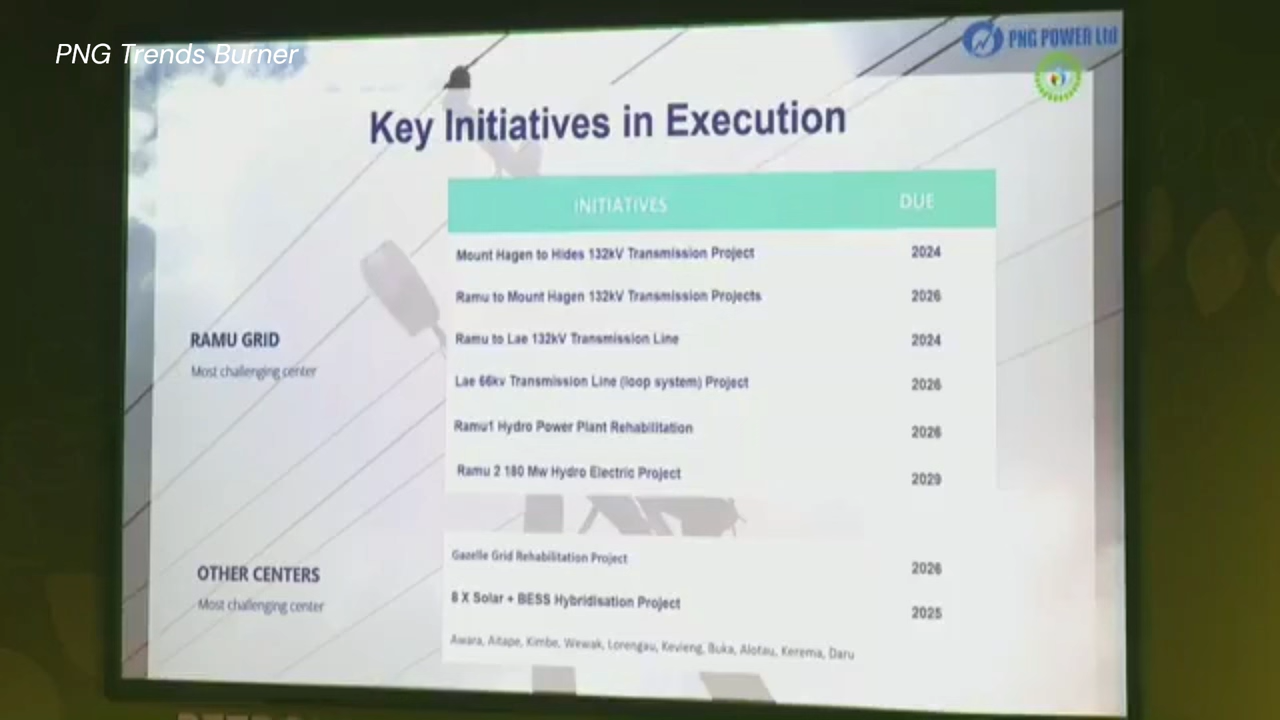 PNG Trends Burner
PNG POWER Ltd
Key Initiatives in Execution
INITIATIVES DUE
Mount Hagen to Hides 132kV Transmission Project 2024
Ramu to Mount Hagen 132kV Transmission Projects 2026
RAMU GRID
Most challenging center
Ramu to Lae 132kV Transmission Line 2024
Lae 66kv Transmission Line (loop system) Project 2026
Ramu1 Hydro Power Plant Rehabilitation 2026
Ramu 2 180 Mw Hydro Electric Project 2029
OTHER CENTERS
Most challenging center
Gazelle Grid Rehabilitation Project 2026
8 X Solar + BESS Hybridisation Project 2025
Awara, Aitape, Kimbe, Wewak, Lorengau, Kevieng, Buka, Alotau, Kerema, Daru